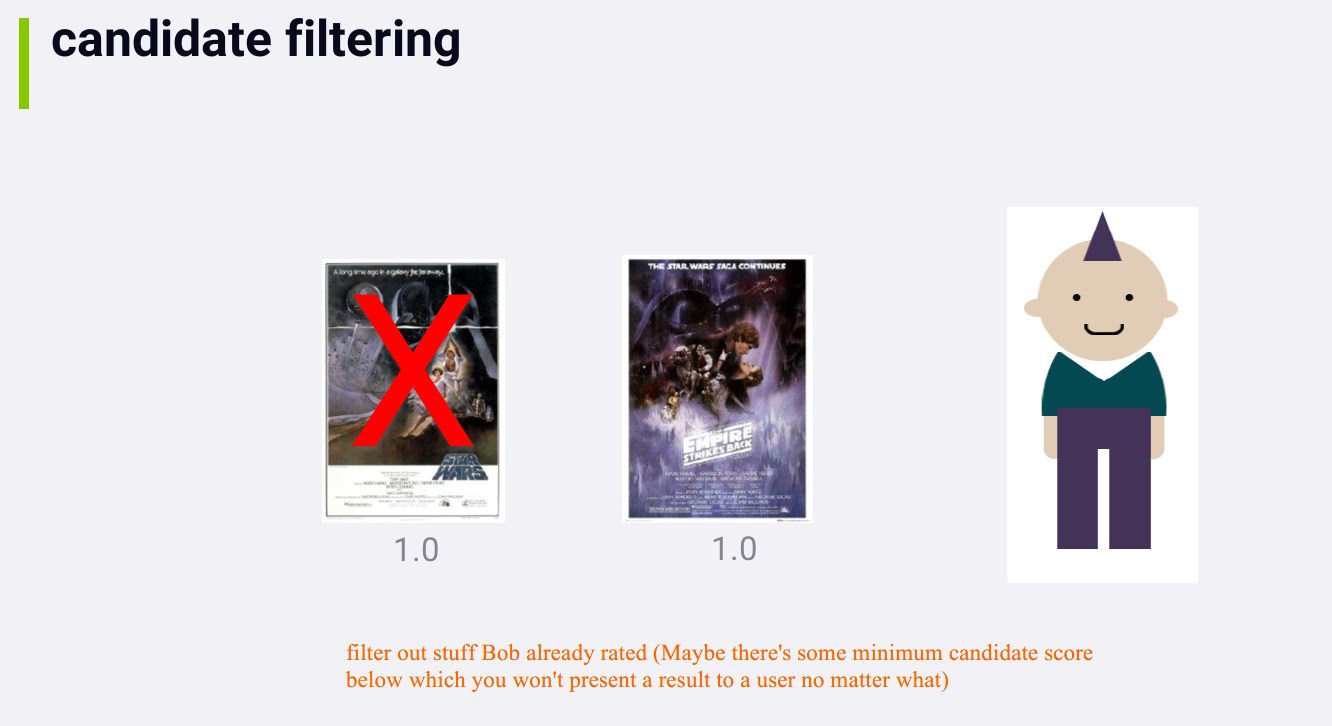 candidate filtering
A long time ago in a galaxy far, far away...
X
STAR
WARS
1.0
THE STAR WARS SAGA CONTINUES
THE
EMPIRE
STRIKES BACK
1.0
filter out stuff Bob already rated (Maybe there's some minimum candidate score
below which you won't present a result to a user no matter what)